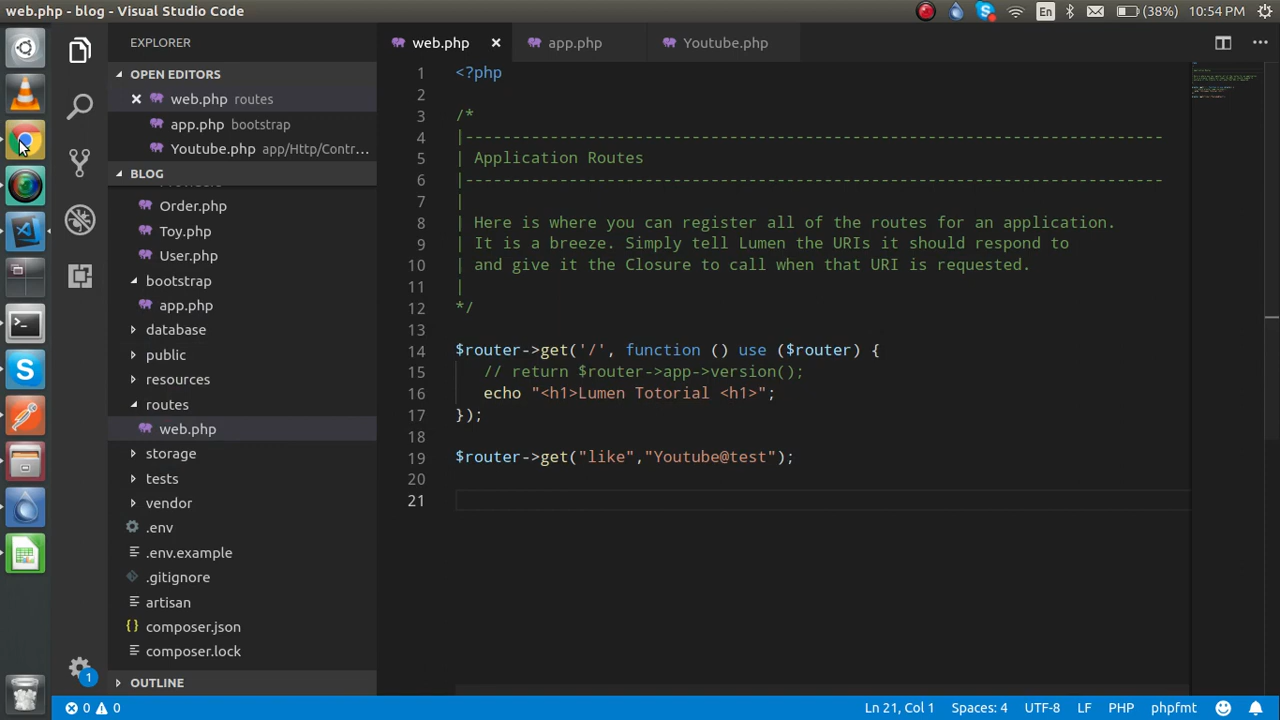 web.php - blog - Visual Studio Code
En
(38%)
10:54 PM
EXPLORER
OPEN EDITORS
web.php routes
app.php bootstrap
Youtube.php app/Http/Contr...
BLOG
Order.php
Toy.php
User.php
bootstrap
app.php
database
public
resources
routes
web.php
storage
tests
vendor
.env
.env.example
.gitignore
artisan
composer.json
composer.lock
OUTLINE
1
web.php
app.php
Youtube.php
1 <?php
2
3 /*
4 |--------------------------------------------------------------------------
5 | Application Routes
6 |--------------------------------------------------------------------------
7 |
8 | Here is where you can register all of the routes for an application.
9 | It is a breeze. Simply tell Lumen the URIs it should respond to
10 | and give it the Closure to call when that URI is requested.
11 |
12 */
13
14 $router->get('/', function () use ($router) {
15 // return $router->app->version();
16 echo "<h1>Lumen Totorial <h1>";
17 });
18
19 $router->get("like","Youtube@test");
20
21
0 0
Ln 21, Col 1
Spaces: 4
UTF-8
LF
PHP
phpfmt